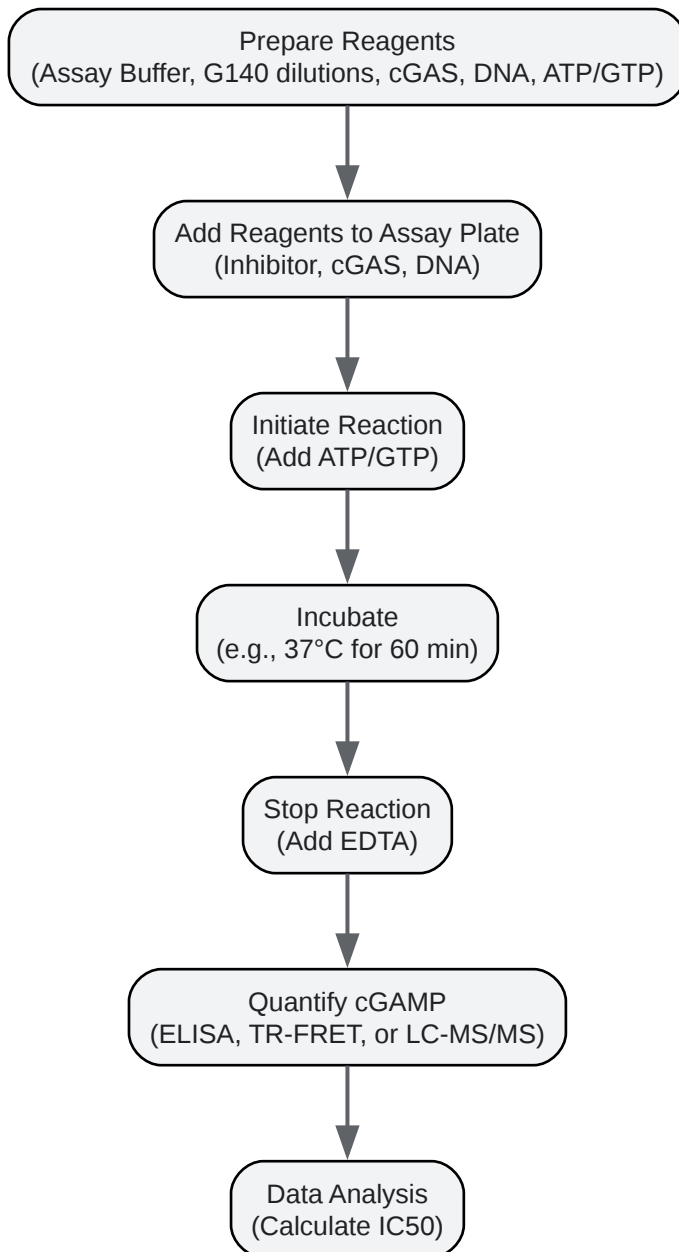 Prepare Reagents
(Assay Buffer, G140 dilutions, cGAS, DNA, ATP/GTP)
Add Reagents to Assay Plate
(Inhibitor, cGAS, DNA)
Initiate Reaction
(Add ATP/GTP)
Incubate
(e.g., 37°C for 60 min)
Stop Reaction
(Add EDTA)
Quantify cGAMP
(ELISA, TR-FRET, or LC-MS/MS)
Data Analysis
(Calculate IC50)